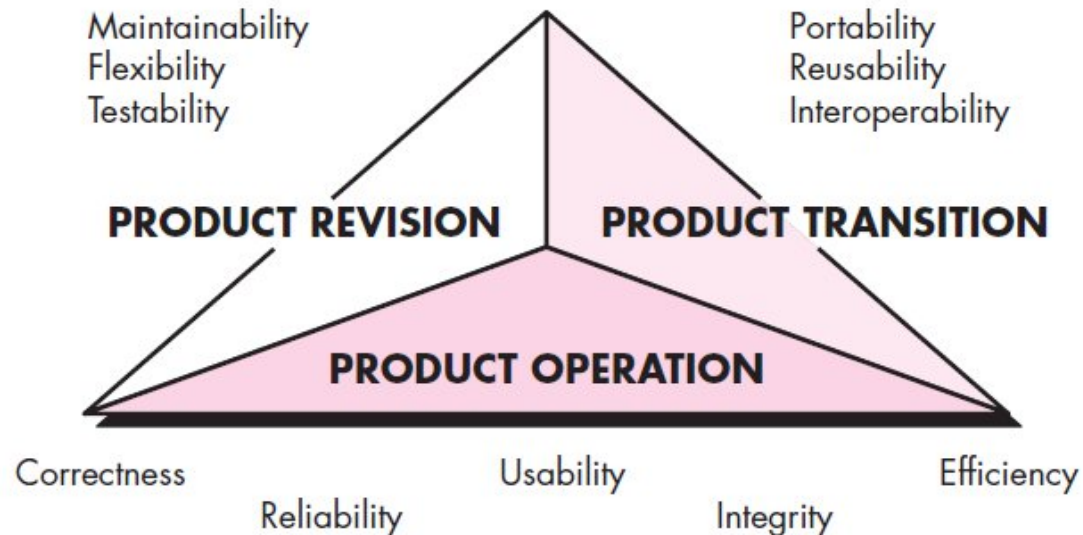 Maintainability
Flexibility
Testability
Portability
Reusability
Interoperability
PRODUCT REVISION
PRODUCT TRANSITION
PRODUCT OPERATION
Correctness
Usability
Efficiency
Reliability
Integrity